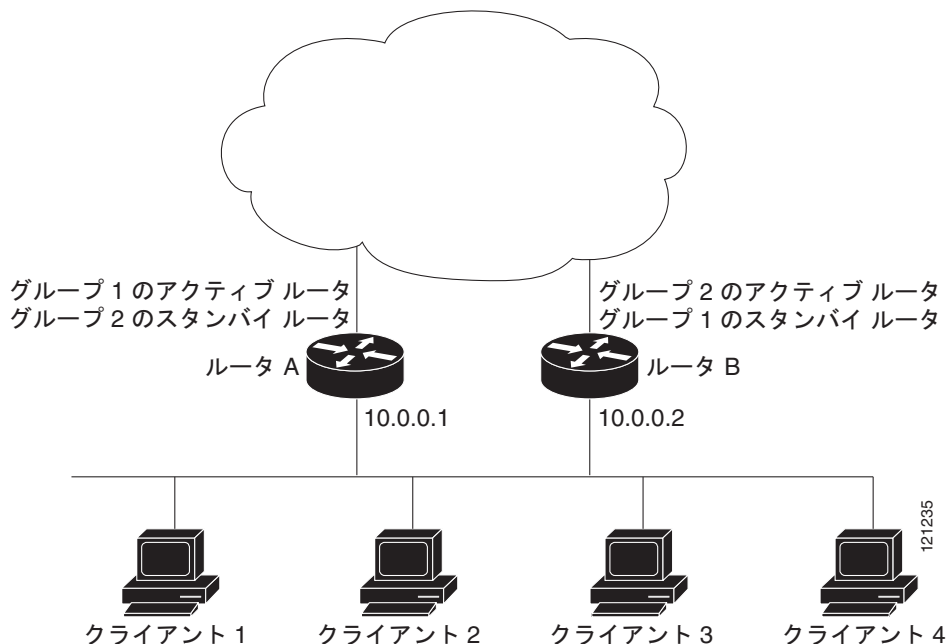 グループ 1 のアクティブ ルータ
グループ 2 のスタンバイ ルータ
グループ 2 のアクティブ ルータ
グループ 1 のスタンバイ ルータ
ルータ A
ルータ B
10.0.0.1
10.0.0.2
121235
クライアント 1
クライアント 2
クライアント 3
クライアント 4